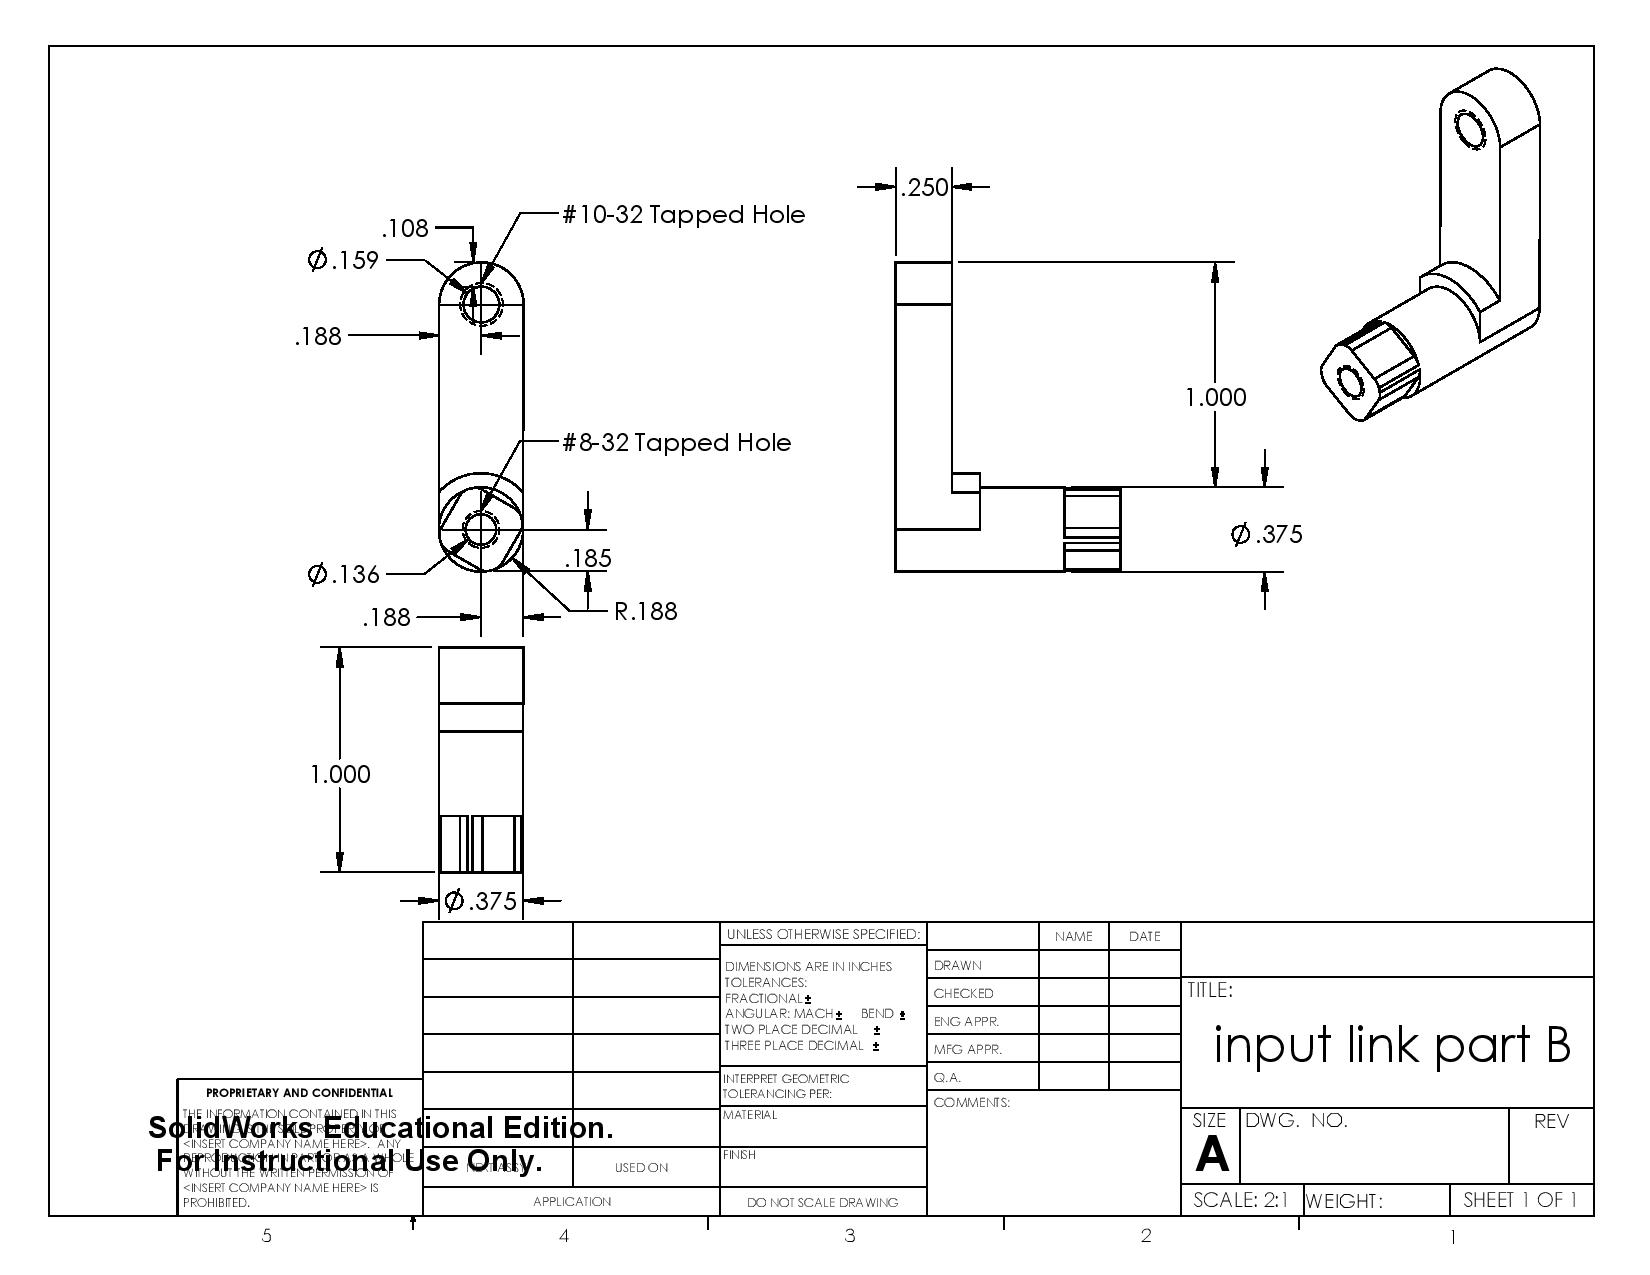 .250
#10-32 Tapped Hole
.108
Ø.159
.188
1.000
#8-32 Tapped Hole
Ø.375
.185
Ø.136
R.188
.188
1.000
Ø.375
UNLESS OTHERWISE SPECIFIED:
DIMENSIONS ARE IN INCHES
TOLERANCES:
FRACTIONAL±
ANGULAR: MACH± BEND ±
TWO PLACE DECIMAL ±
THREE PLACE DECIMAL ±
INTERPRET GEOMETRIC
TOLERANCING PER:
MATERIAL
FINISH
DO NOT SCALE DRAWING
NAME DATE
DRAWN
CHECKED
ENG APPR.
MFG APPR.
Q.A.
COMMENTS:
TITLE:
input link part B
SIZE
A
DWG. NO.
REV
SCALE: 2:1
WEIGHT:
SHEET 1 OF 1
PROPRIETARY AND CONFIDENTIAL
THE INFORMATION CONTAINED IN THIS
DRAWING IS THE SOLE PROPERTY OF
<INSERT COMPANY NAME HERE>. ANY
REPRODUCTION IN PART OR AS A WHOLE
WITHOUT THE WRITTEN PERMISSION OF
<INSERT COMPANY NAME HERE> IS
PROHIBITED.
SolidWorks Educational Edition.
For Instructional Use Only.
NEXT ASSY
USED ON
APPLICATION
5 4 3 2 1